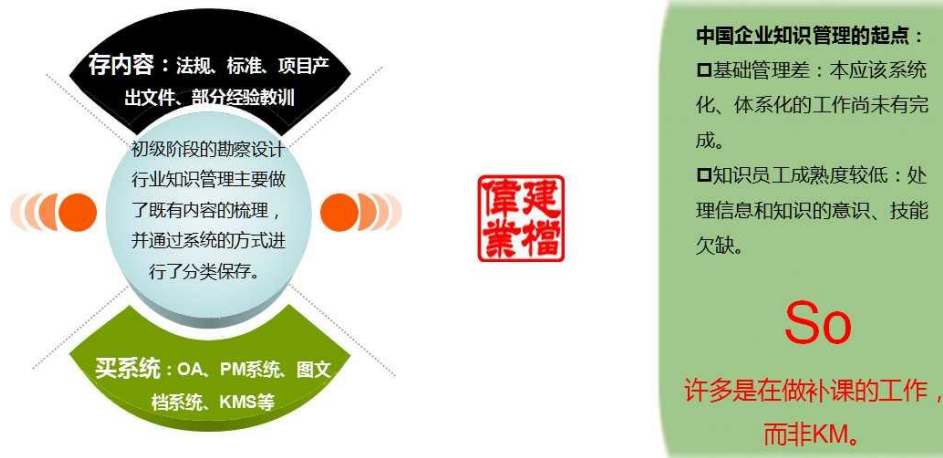 存内容：法规、标准、项目产
出文件、部分经验教训
初级阶段的勘察设计
行业知识管理主要做
了既有内容的梳理，
并通过系统的方式进
行了分类保存。
买系统：OA、PM系统、图文
档系统、KMS等
建檔
偉業
中国企业知识管理的起点：
基础管理差：本应该系统
化、体系化的工作尚未有完
成。
知识员工成熟度较低：处
理信息和知识的意识、技能
欠缺。
So
许多是在做补课的工作，
而非KM。